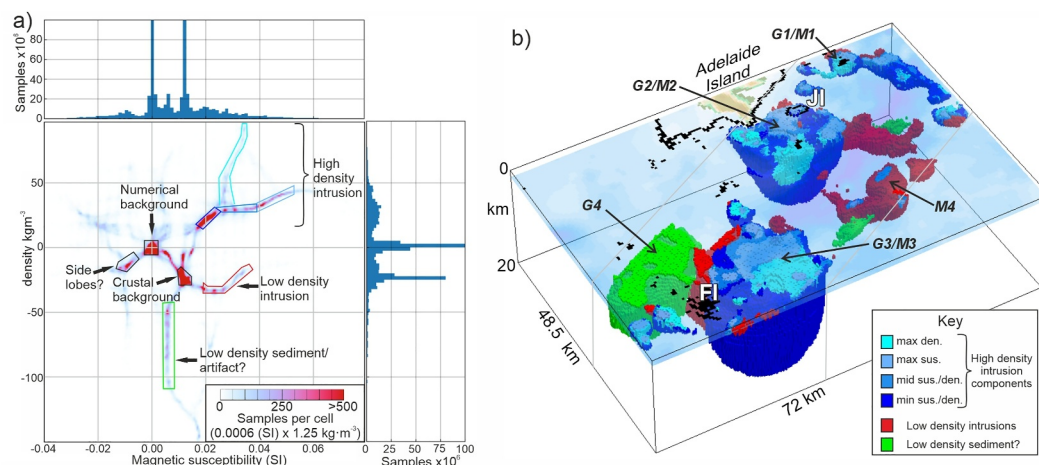 a)
Samples x10⁶
80
60
40
20
0
50
0
-50
-100
density kgm⁻³
Numerical
background
High
density
intrusion
Side
lobes?
Crustal
background
Low density
intrusion
Low density sediment/
artifact?
0 250 >500
Samples per cell
(0.0006 (SI) x 1.25 kg·m⁻³)
-0.04 -0.02 0.00 0.02 0.04 0.06
Magnetic susceptibility (SI)
0 25 50 75 100
Samples x10⁶
b)
G1/M1
Adelaide
Island
G2/M2
JI
0
km
20
G4
M4
G3/M3
FI
48.5 km
72 km
Key
max den.
max sus.
mid sus./den.
min sus./den.
High density
intrusion
components
Low density intrusions
Low density sediment?